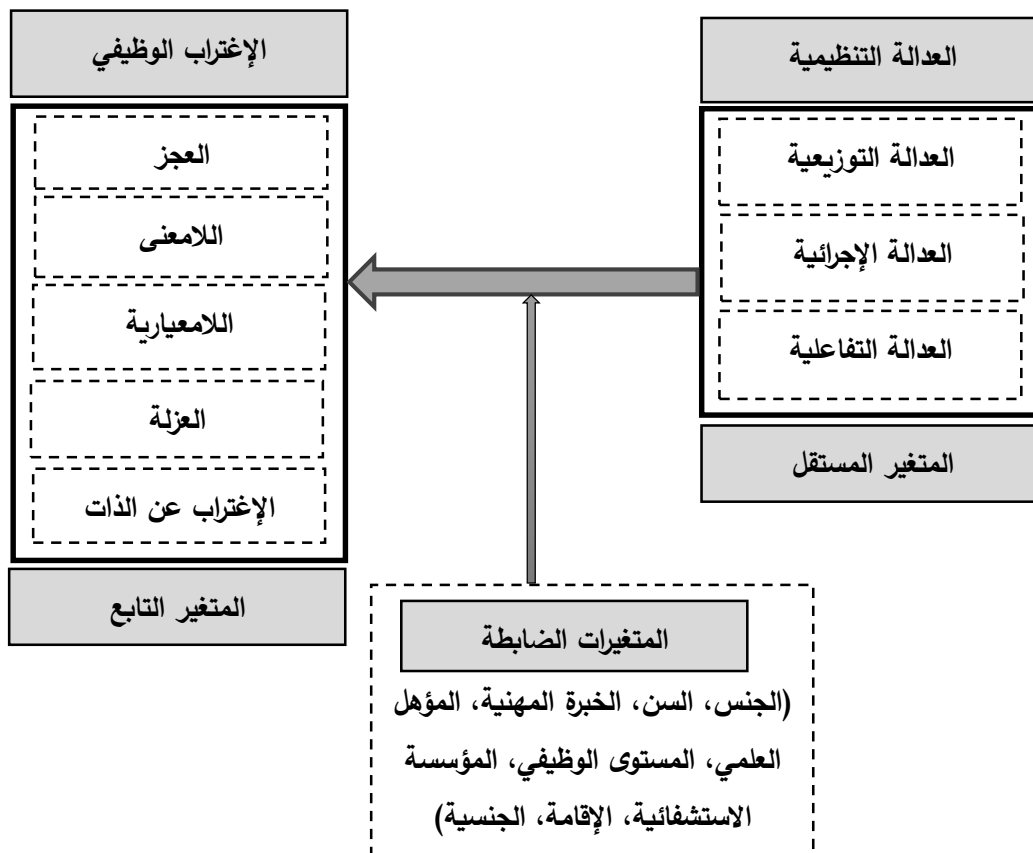 العدالة التنظيمية
العدالة التوزيعية
العدالة الإجرائية
العدالة التفاعلية
المتغير المستقل
الإغتراب الوظيفي
العجز
اللامعنى
اللامعيارية
العزلة
الإغتراب عن الذات
المتغير التابع
المتغيرات الضابطة
(الجنس، السن، الخبرة المهنية، المؤهل
العلمي، المستوى الوظيفي، المؤسسة
الاستشفائية، الإقامة، الجنسية)